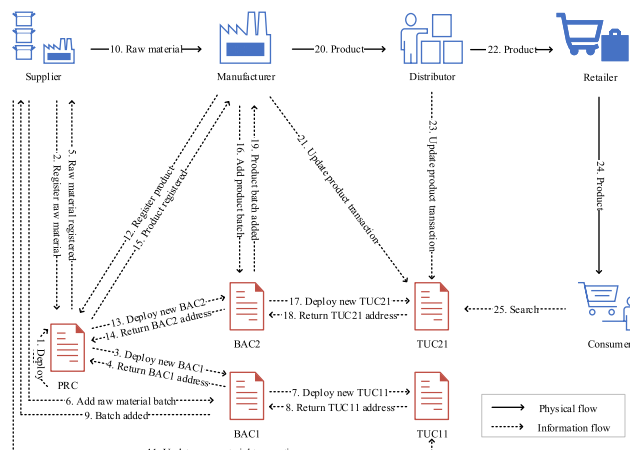 10. Raw material
20. Product
22. Product
Supplier
Manufacturer
Distributor
Retailer
2. Register raw material
5. Raw material registered
12. Register product
15. Product registered
16. Add product batch
19. Product batch added
21. Update product transaction
23. Update product transaction
24. Product
13. Deploy new BAC2
14. Return BAC2 address
17. Deploy new TUC21
18. Return TUC21 address
25. Search
1. Deploy
PRC
BAC2
TUC21
Consumer
3. Deploy new BAC1
4. Return BAC1 address
6. Add raw material batch
9. Batch added
7. Deploy new TUC11
8. Return TUC11 address
BAC1
TUC11
Physical flow
Information flow